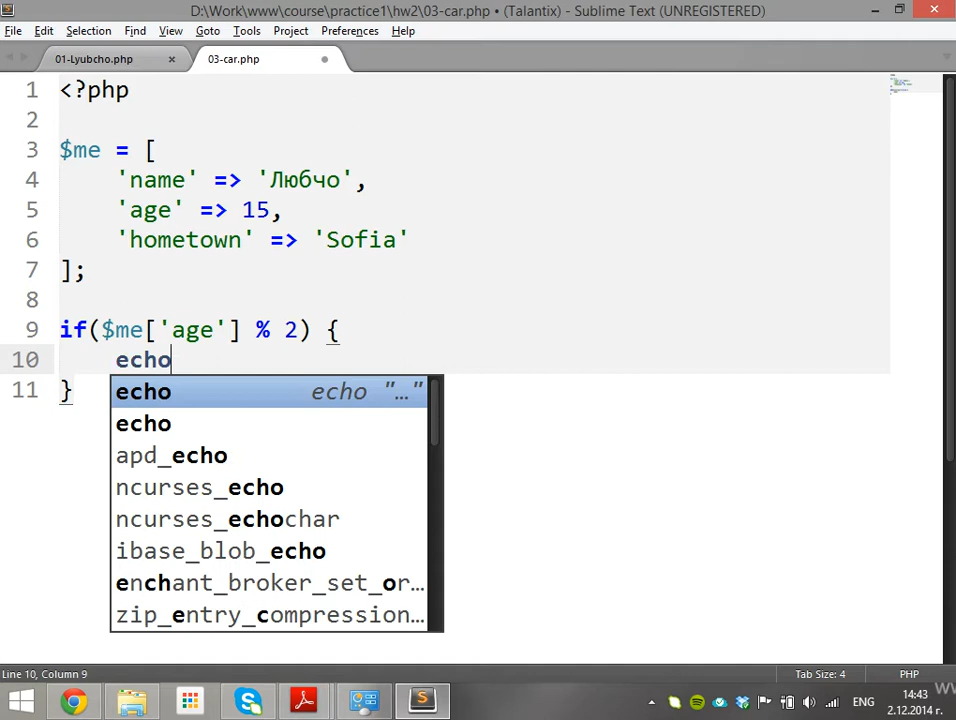 D:\Work\www\course\practice1\hw2\03-car.php • (Talantix) - Sublime Text (UNREGISTERED)
File Edit Selection Find View Goto Tools Project Preferences Help
01-Lyubcho.php 03-car.php
1 <?php
2
3 $me = [
4 'name' => 'Любчо',
5 'age' => 15,
6 'hometown' => 'Sofia'
7 ];
8
9 if($me['age'] % 2) {
10 echo
11 }
echo echo "…"
echo
apd_echo
ncurses_echo
ncurses_echochar
ibase_blob_echo
enchant_broker_set_or…
zip_entry_compression…
Line 10, Column 9 Tab Size: 4 PHP
ENG 14:43
2.12.2014 г.